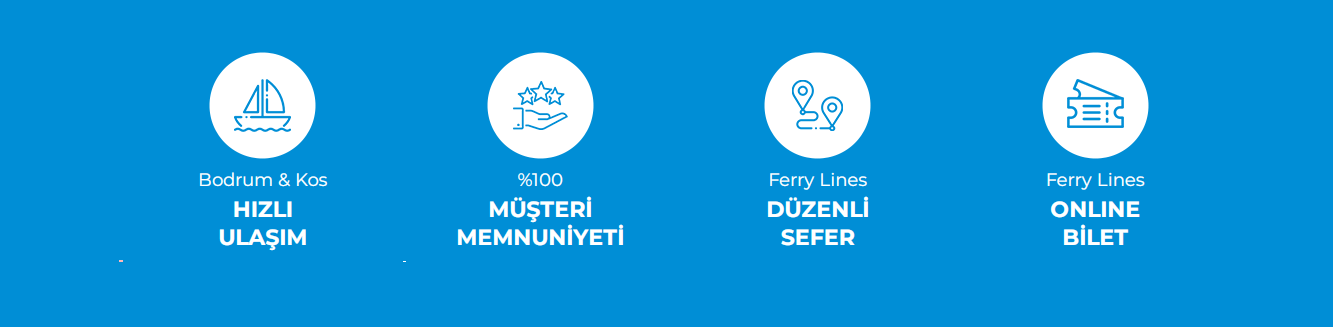 Bodrum & Kos
HIZLI
ULAŞIM
%100
MÜŞTERİ
MEMNUNİYETİ
Ferry Lines
DÜZENLİ
SEFER
Ferry Lines
ONLINE
BİLET